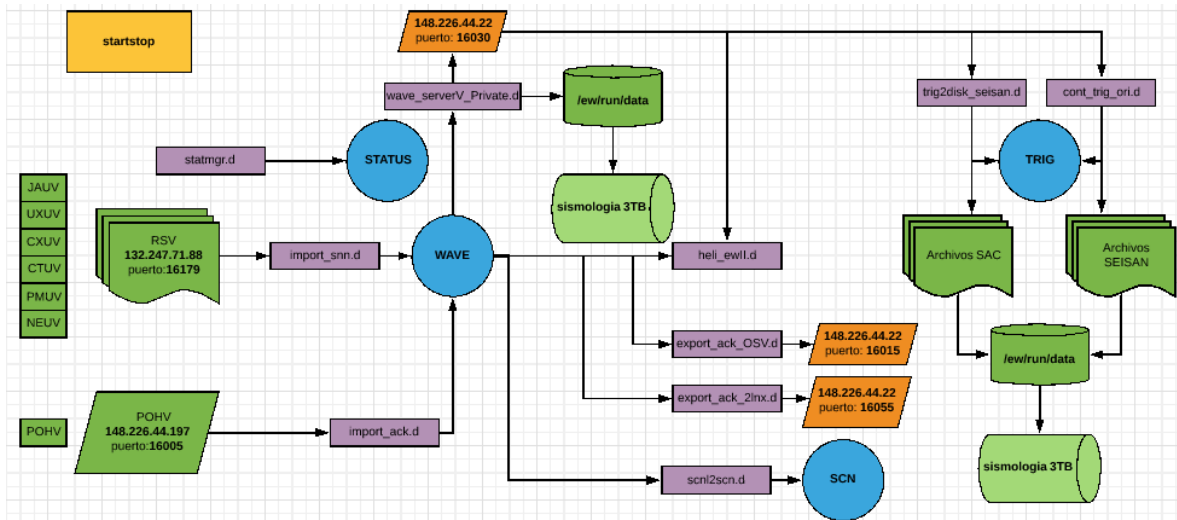 startstop
148.226.44.22
puerto: 16030
wave_serverV_Private.d
/ew/run/data
trig2disk_seisan.d
cont_trig_ori.d
statmgr.d
STATUS
TRIG
JAUV
UXUV
CXUV
CTUV
PMUV
NEUV
sismologia 3TB
RSV
132.247.71.88
puerto:16179
import_snn.d
WAVE
heli_ewII.d
Archivos SAC
Archivos
SEISAN
export_ack_OSV.d
148.226.44.22
puerto: 16015
/ew/run/data
export_ack_2lnx.d
148.226.44.22
puerto: 16055
POHV
POHV
148.226.44.197
puerto:16005
import_ack.d
scnl2scn.d
SCN
sismologia 3TB